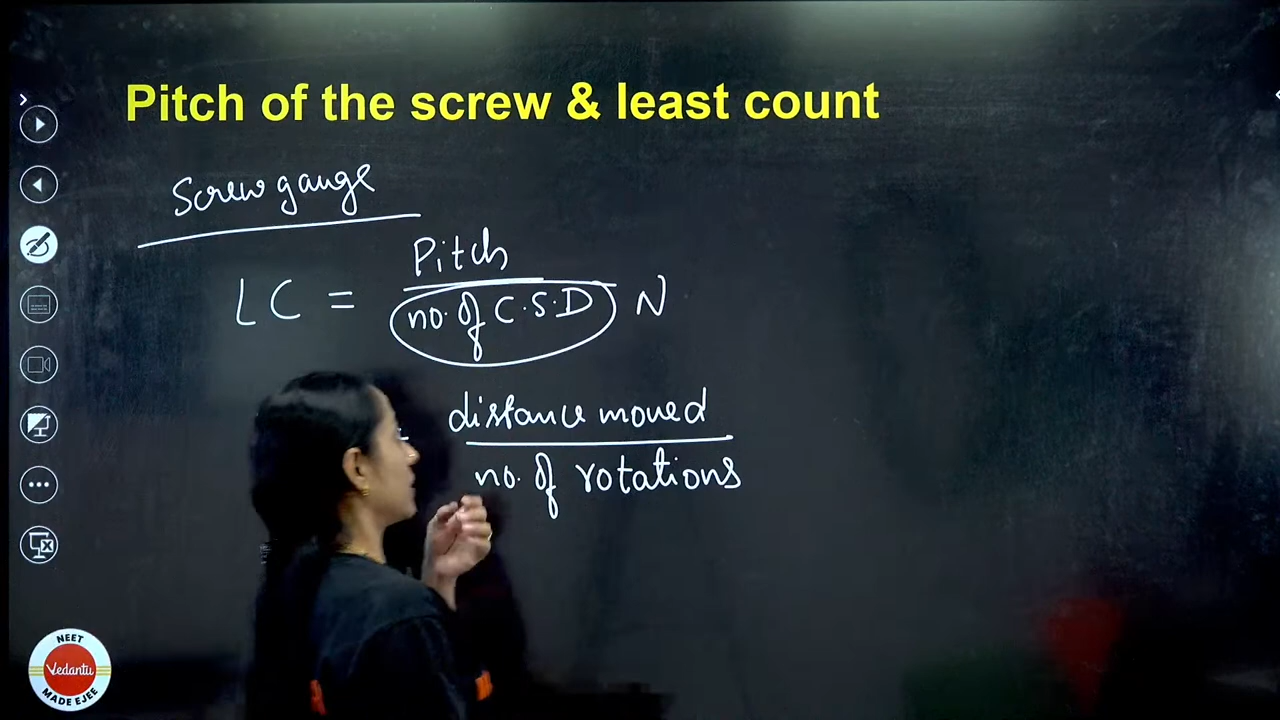 Pitch of the screw & least count
Screw gauge
LC = Pitch
no. of C.S.D N
distance moved
no. of rotations
NEET
Vedantu
MADE EJEE